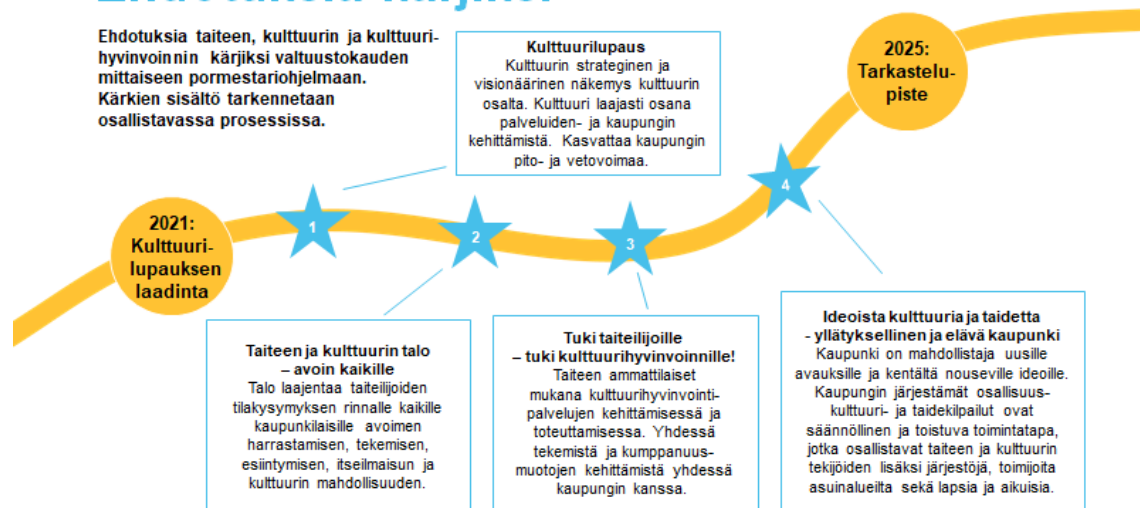 Ehdotuksia taiteen, kulttuurin ja kulttuuri-
hyvinvoinnin kärjiksi valtuustokauden
mittaiseen pormestariohjelmaan.
Kärkien sisältö tarkennetaan
osallistavassa prosessissa.
Kulttuurilupaus
Kulttuurin strateginen ja
visionäärinen näkemys kulttuurin
osalta. Kulttuuri laajasti osana
palveluiden- ja kaupungin
kehittämistä. Kasvattaa kaupungin
pito- ja vetovoimaa.
2025:
Tarkastelu-
piste
2021:
Kulttuuri-
lupauksen
laadinta
1
2
3
4
Taiteen ja kulttuurin talo
– avoin kaikille
Talo laajentaa taiteilijoiden
tilakysymyksen rinnalle kaikille
kaupunkilaisille avoimen
harrastamisen, tekemisen,
esiintymisen, itseilmaisun ja
kulttuurin mahdollisuuden.
Tuki taiteilijoille
– tuki kulttuurihyvinvoinnille!
Taiteen ammattilaiset
mukana kulttuurihyvinvointi-
palvelujen kehittämisessä ja
toteuttamisessa. Yhdessä
tekemistä ja kumppanuus-
muotojen kehittämistä yhdessä
kaupungin kanssa.
Ideoista kulttuuria ja taidetta
- yllätyksellinen ja elävä kaupunki
Kaupunki on mahdollistaja uusille
avauksille ja kentältä nouseville ideoille.
Kaupungin järjestämät osallisuus-
kulttuuri- ja taidekilpailut ovat
säännöllinen ja toistuva toimintatapa,
jotka osallistavat taiteen ja kulttuurin
tekijöiden lisäksi järjestöjä, toimijoita
asuinalueilta sekä lapsia ja aikuisia.